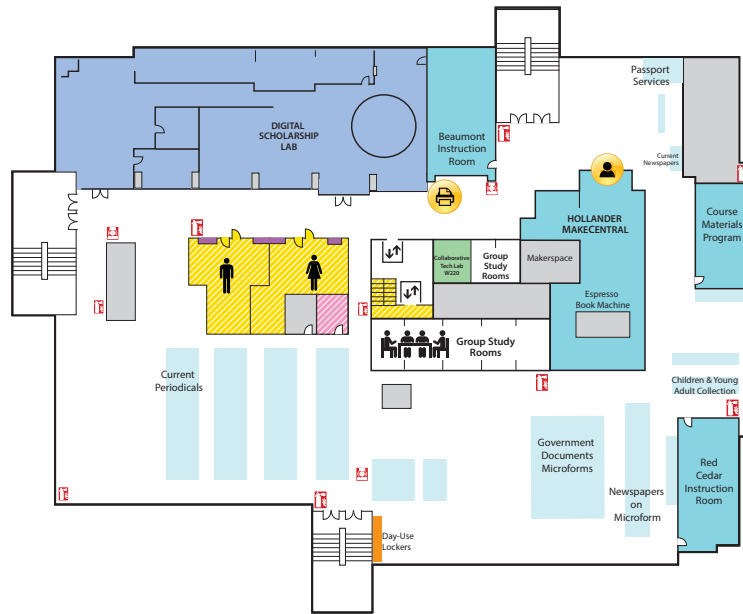 Passport
Services
DIGITAL
SCHOLARSHIP
LAB
Beaumont
Instruction
Room
Current
Newspapers
HOLLANDER
MAKECENTRAL
Course
Materials
Program
Collaborative
Tech Lab
W220
Group
Study
Rooms
Makerspace
Espresso
Book Machine
Group Study
Rooms
Current
Periodicals
Children & Young
Adult Collection
Government
Documents
Microforms
Red
Cedar
Instruction
Room
Newspapers
on
Microform
Day-Use
Lockers